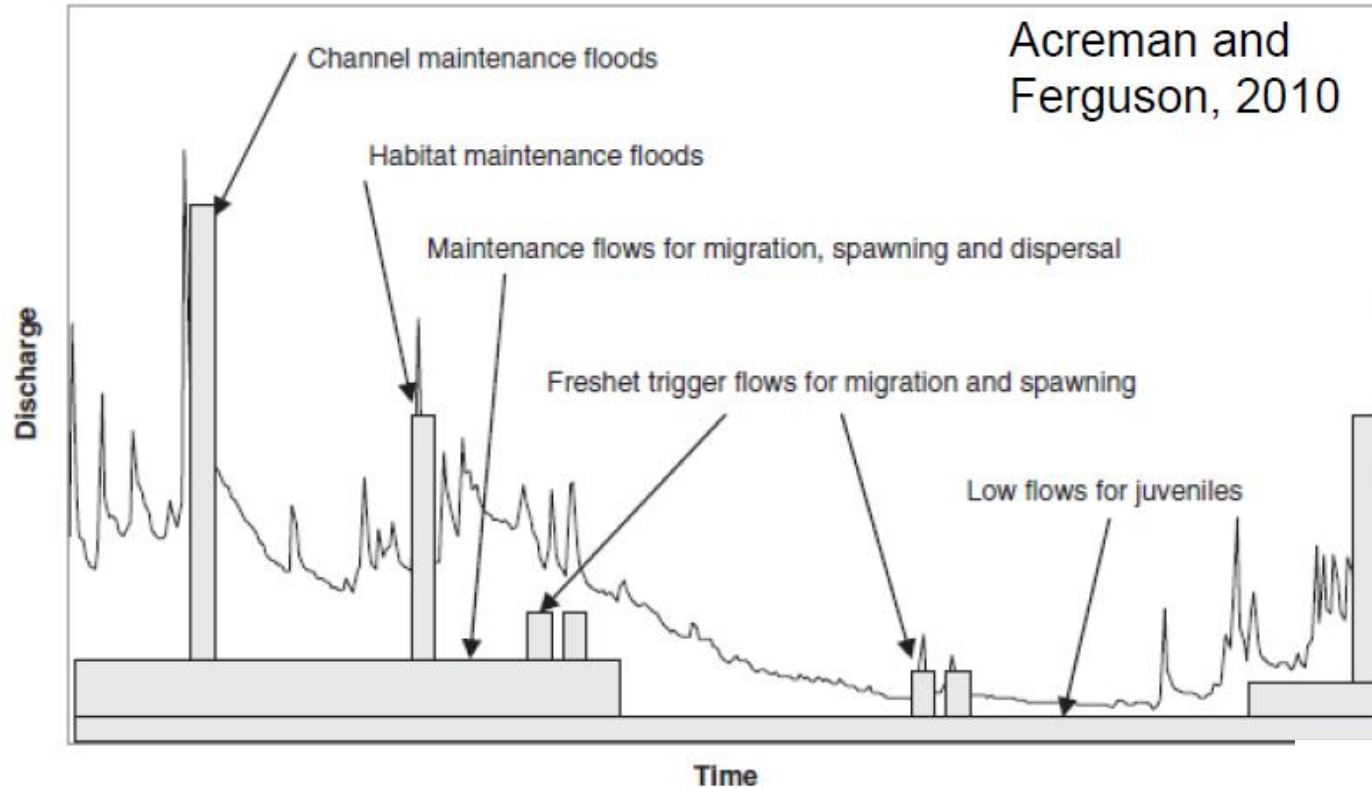 Acreman and
Ferguson, 2010
Channel maintenance floods
Habitat maintenance floods
Maintenance flows for migration, spawning and dispersal
Freshet trigger flows for migration and spawning
Low flows for juveniles
Discharge
Time